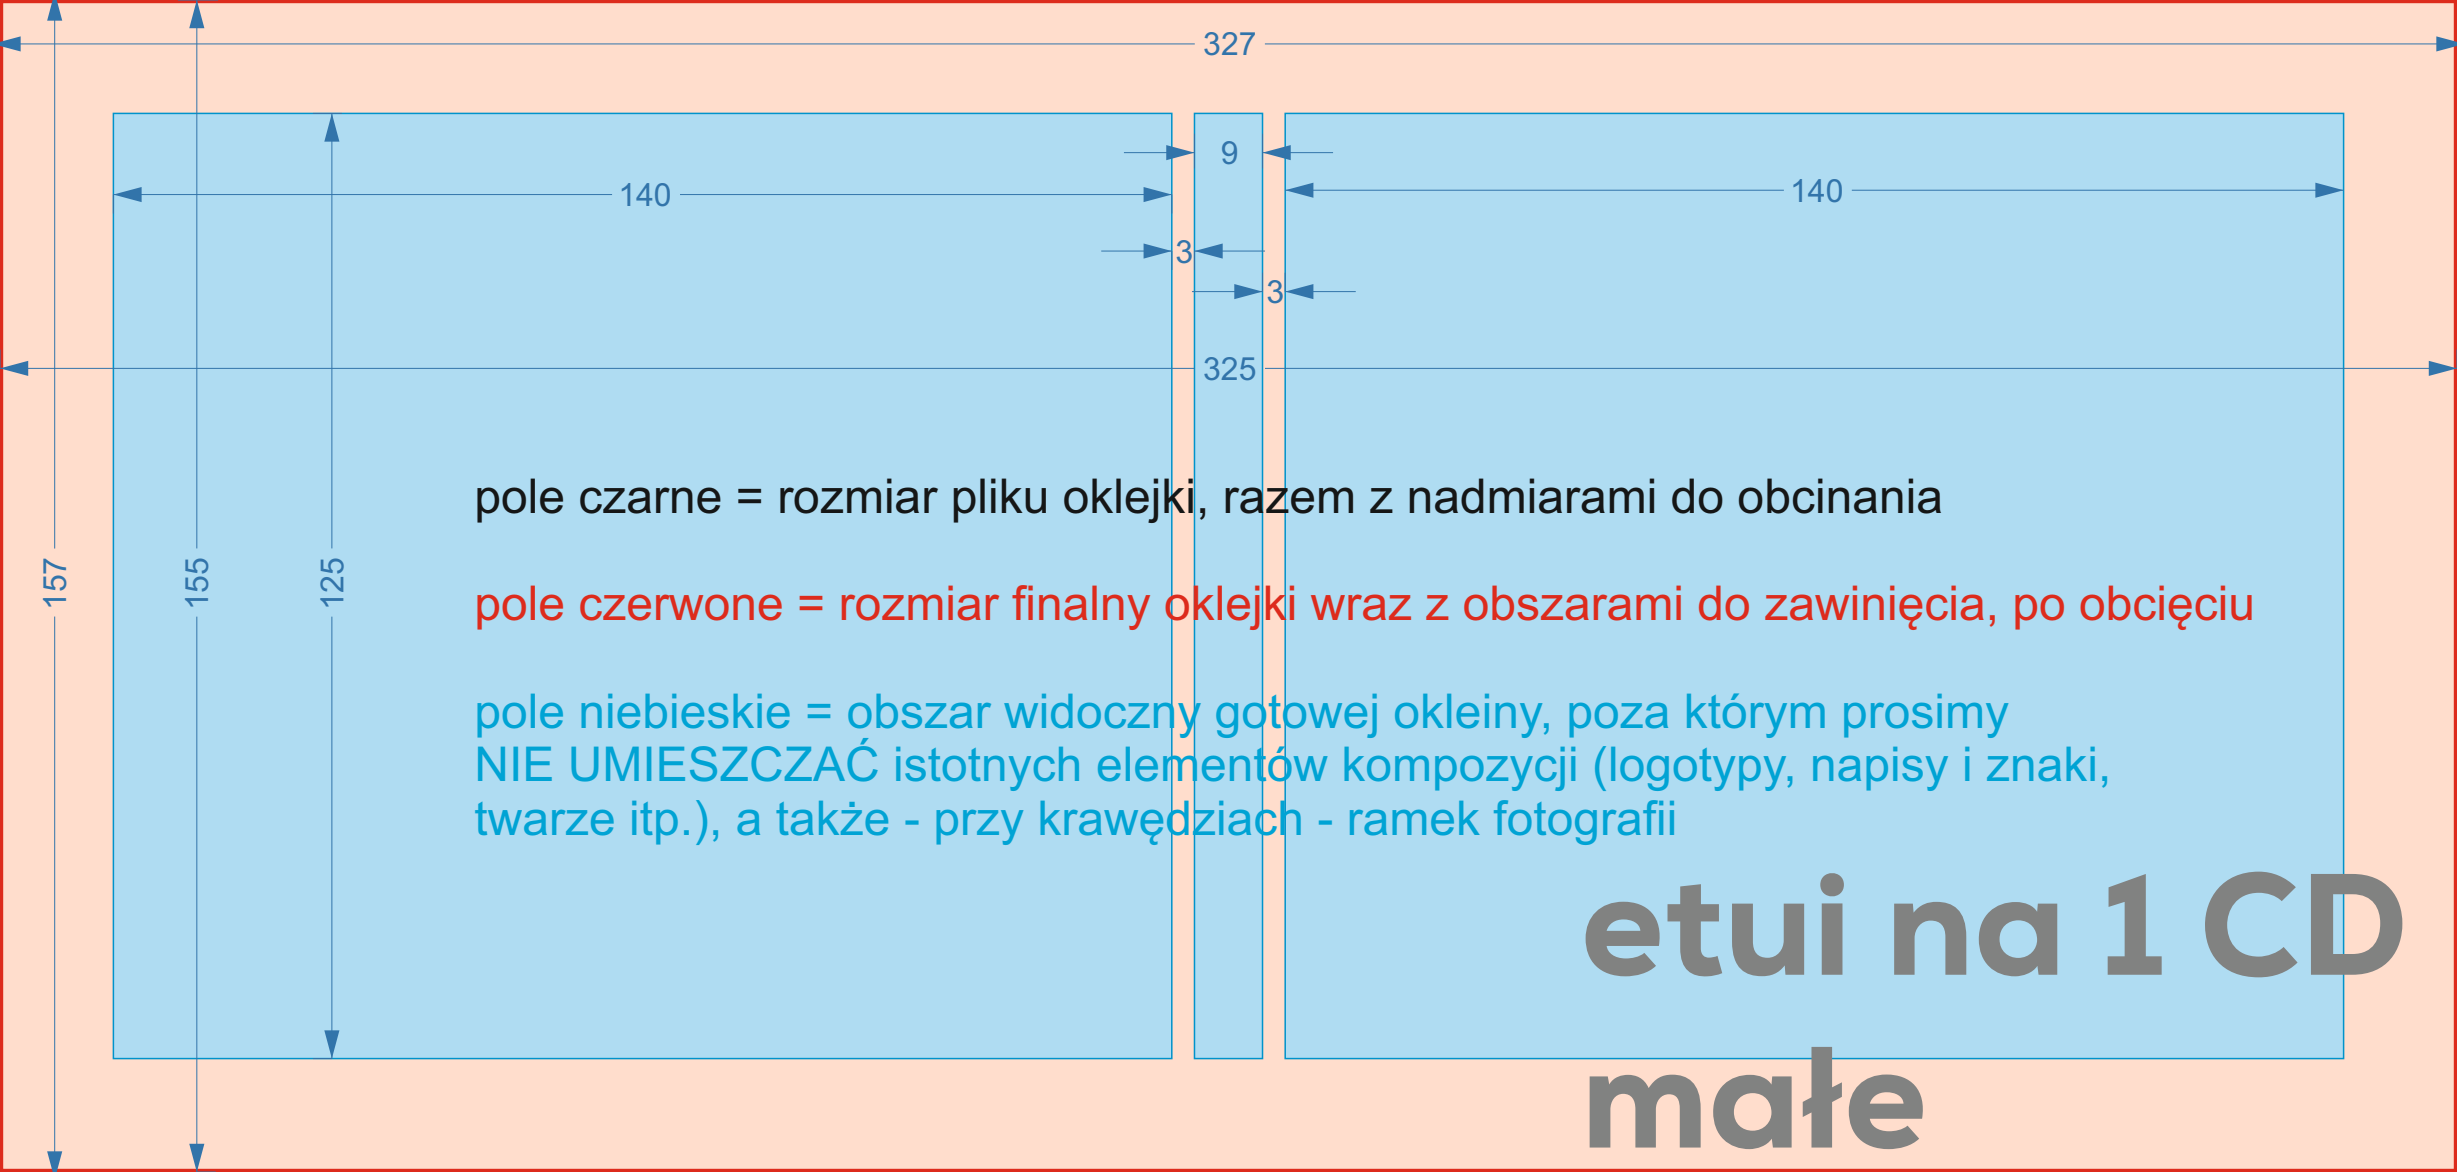 327
9
140
140
3
3
325
157
155
125
pole czarne = rozmiar pliku oklejki, razem z nadmiarami do obcinania
pole czerwone = rozmiar finalny oklejki wraz z obszarami do zawinięcia, po obcięciu
pole niebieskie = obszar widoczny gotowej okleiny, poza którym prosimy
NIE UMIESZCZAĆ istotnych elementów kompozycji (logotypy, napisy i znaki,
twarze itp.), a także - przy krawędziach - ramek fotografii
etui na 1 CD
małe